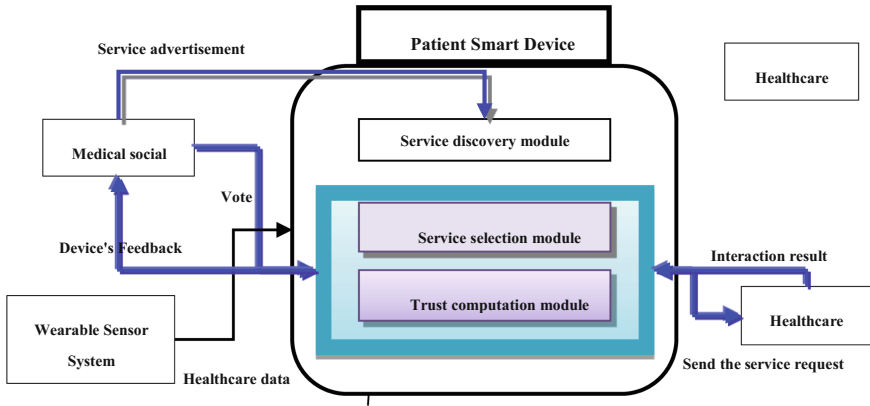 Service advertisement
Patient Smart Device
Healthcare
Medical social
Service discovery module
Vote
Device's Feedback
Service selection module
Interaction result
Wearable Sensor
System
Trust computation module
Healthcare
Send the service request
Healthcare data